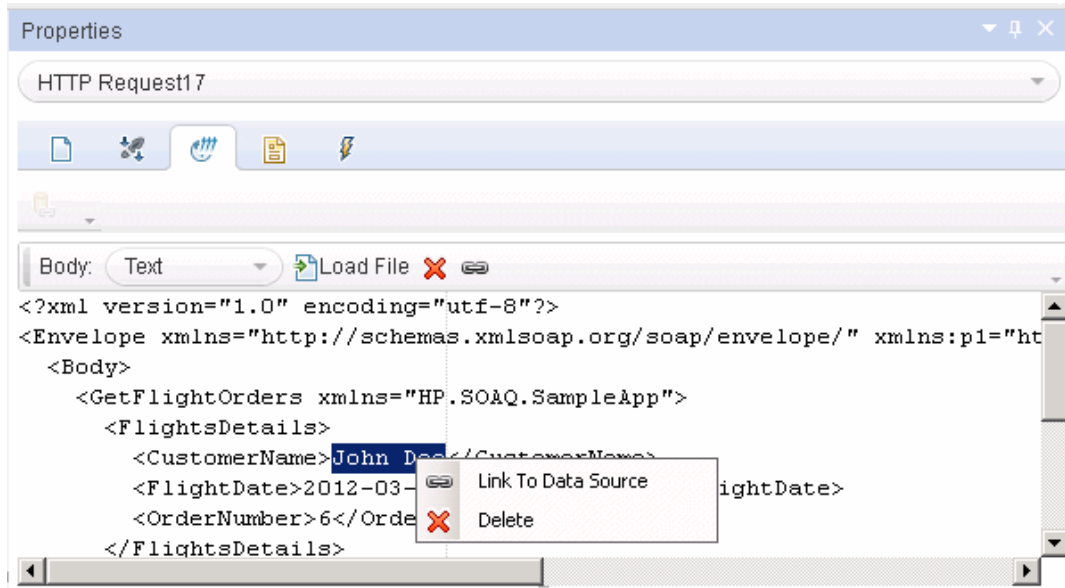 Properties
HTTP Request17
Body: Text Load File
<?xml version="1.0" encoding="utf-8"?>
<Envelope xmlns="http://schemas.xmlsoap.org/soap/envelope/" xmlns:p1="ht
<Body>
<GetFlightOrders xmlns="HP.SOAQ.SampleApp">
<FlightsDetails>
<CustomerName>John Doe</CustomerName>
<FlightDate>2012-03- ightDate>
Link To Data Source
<OrderNumber>6</Orde
Delete
</FlightsDetails>